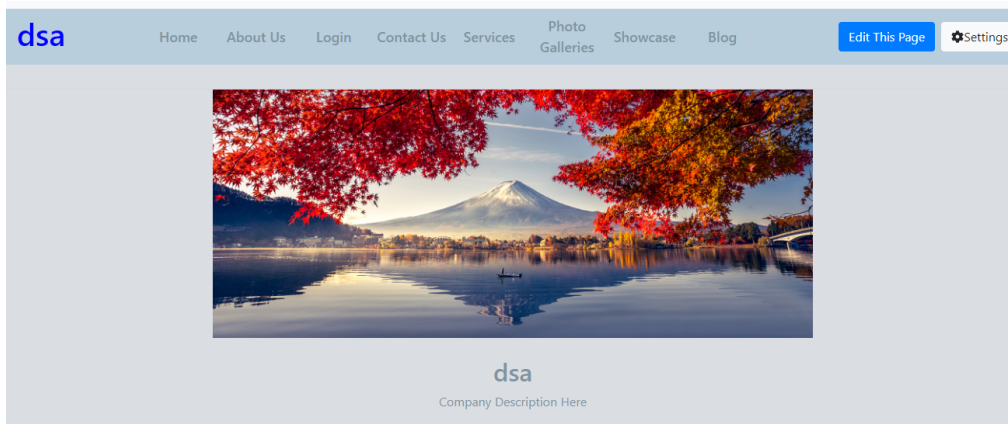 dsa
Home About Us Login Contact Us Services Photo Galleries Showcase Blog
Edit This Page
Settings
dsa
Company Description Here